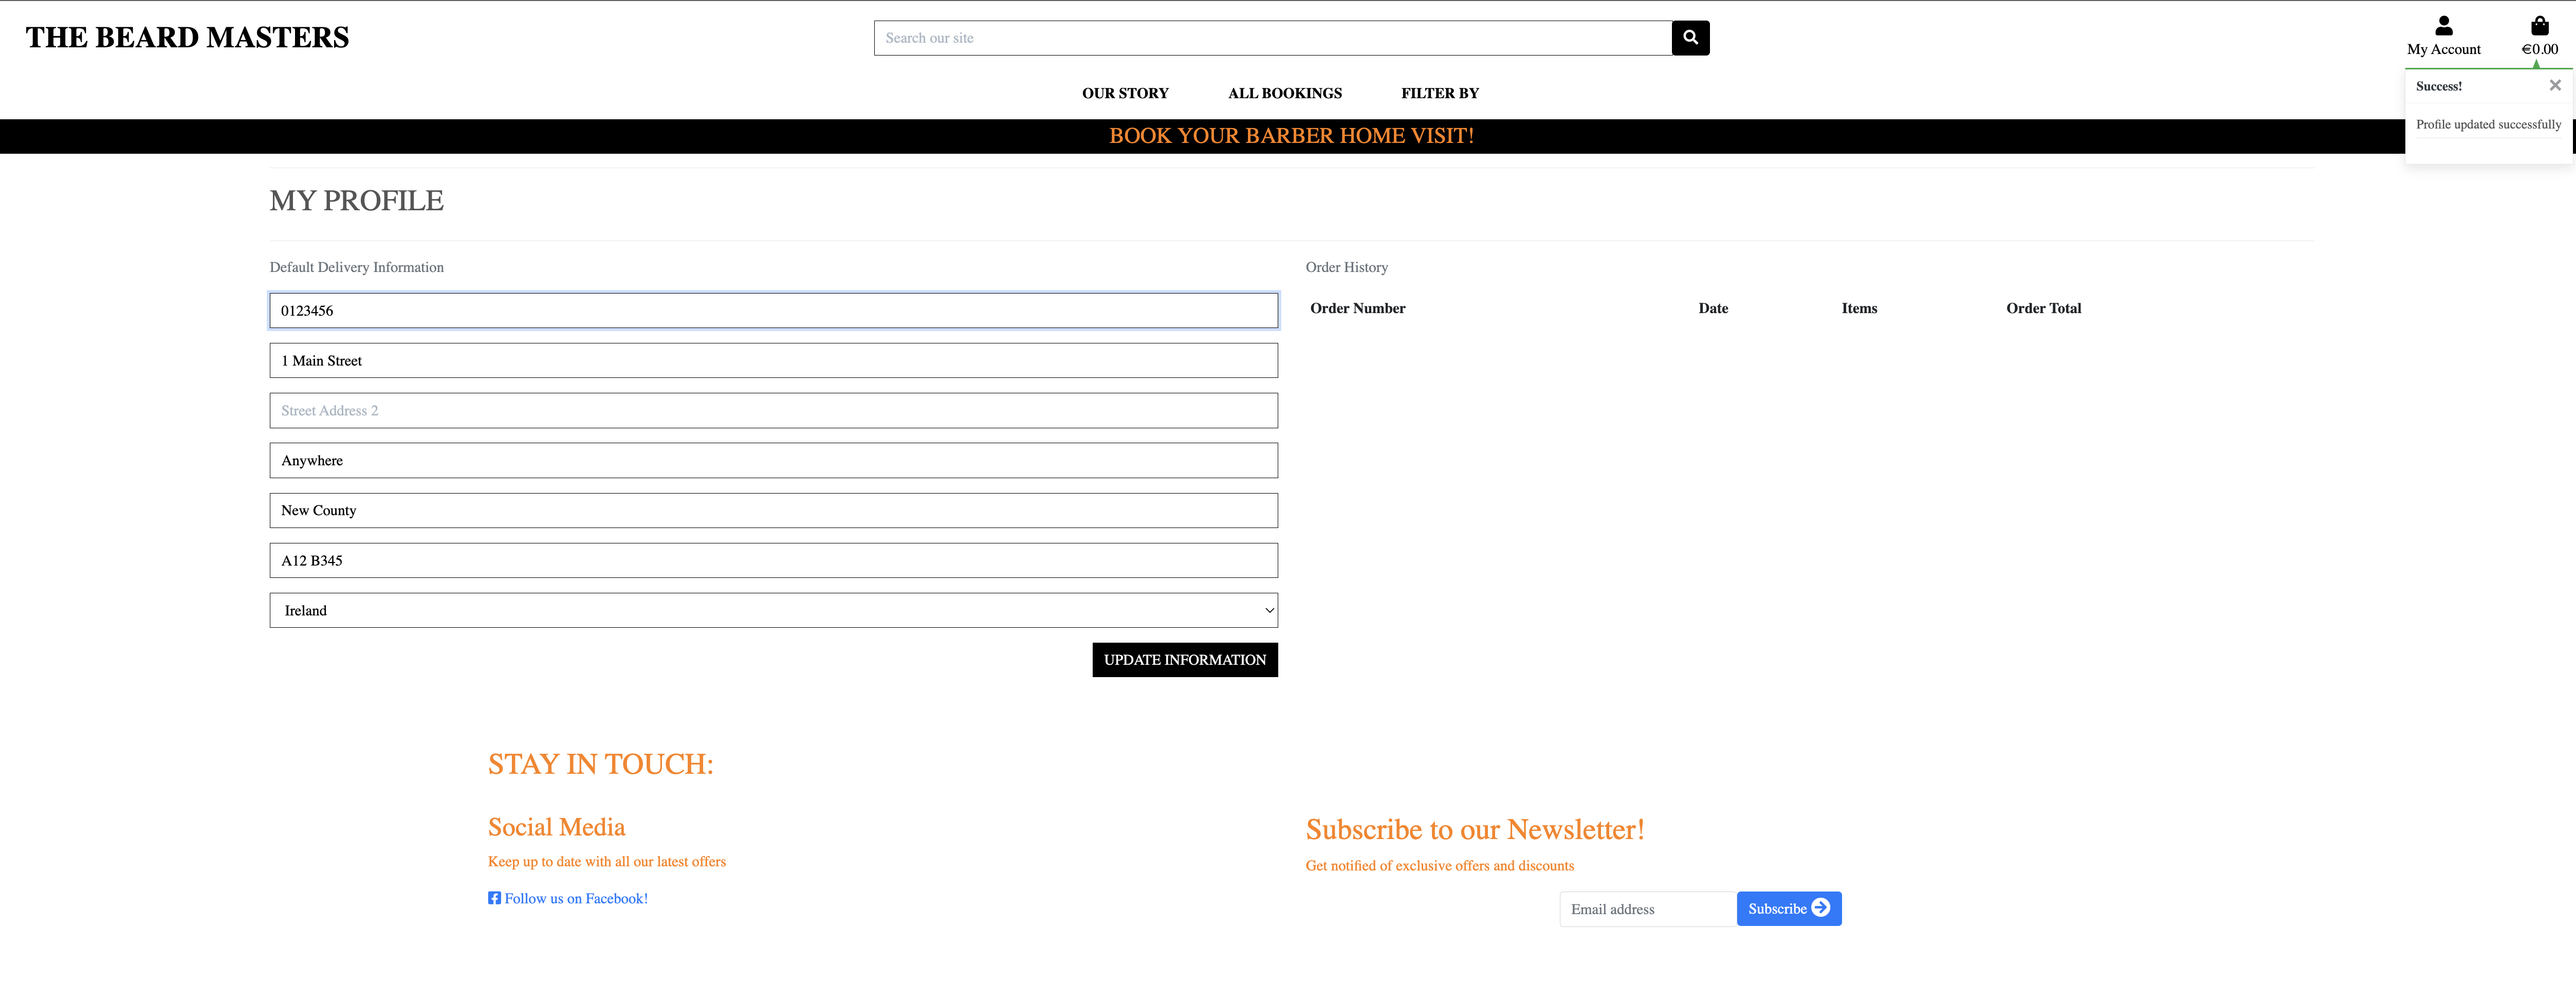 THE BEARD MASTERS
Search our site
My Account
€0.00
OUR STORY
ALL BOOKINGS
FILTER BY
Success!
Profile updated successfully
BOOK YOUR BARBER HOME VISIT!
MY PROFILE
Default Delivery Information
0123456
1 Main Street
Street Address 2
Anywhere
New County
A12 B345
Ireland
UPDATE INFORMATION
Order History
Order Number Date Items Order Total
STAY IN TOUCH:
Social Media
Keep up to date with all our latest offers
Follow us on Facebook!
Subscribe to our Newsletter!
Get notified of exclusive offers and discounts
Email address
Subscribe